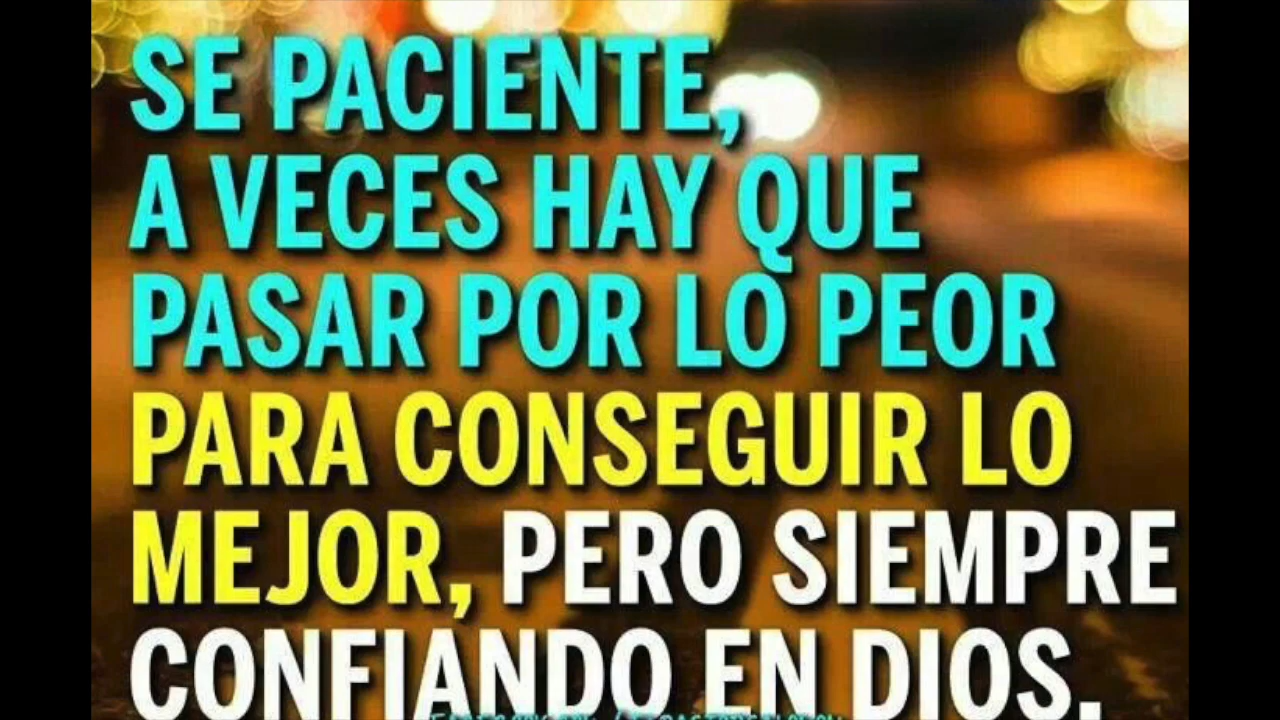 SE PACIENTE,
A VECES HAY QUE
PASAR POR LO PEOR
PARA CONSEGUIR LO
MEJOR, PERO SIEMPRE
CONFIANDO EN DIOS.